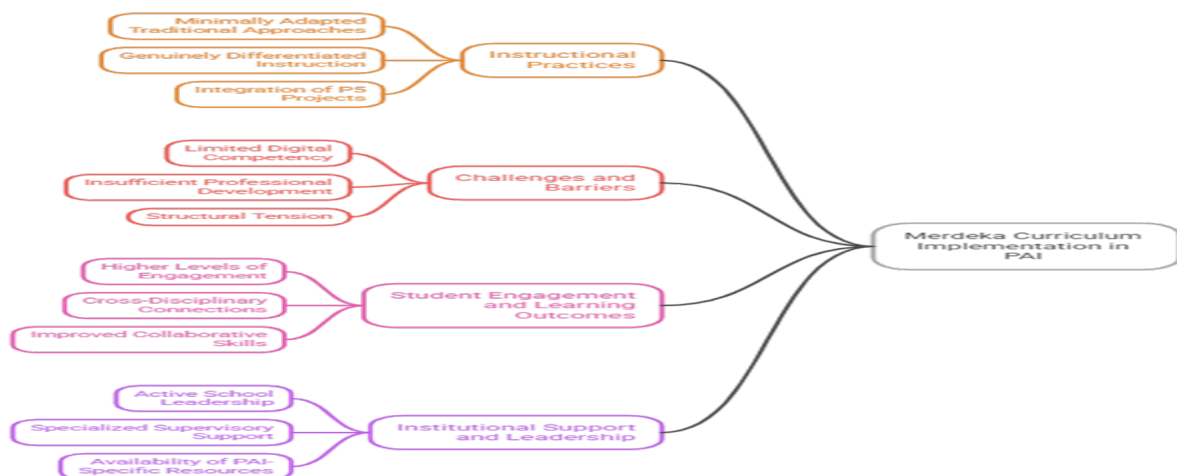 Minimally Adapted
Traditional Approaches
Genuinely Differentiated
Instruction
Integration of P5
Projects
Instructional
Practices
Limited Digital
Competency
Insufficient Professional
Development
Structural Tension
Challenges and
Barriers
Higher Levels of
Engagement
Cross-Disciplinary
Connections
Improved Collaborative
Skills
Student Engagement
and Learning
Outcomes
Active School
Leadership
Specialized Supervisory
Support
Availability of PAI-
Specific Resources
Institutional Support
and Leadership
Merdeka Curriculum
Implementation in
PAI